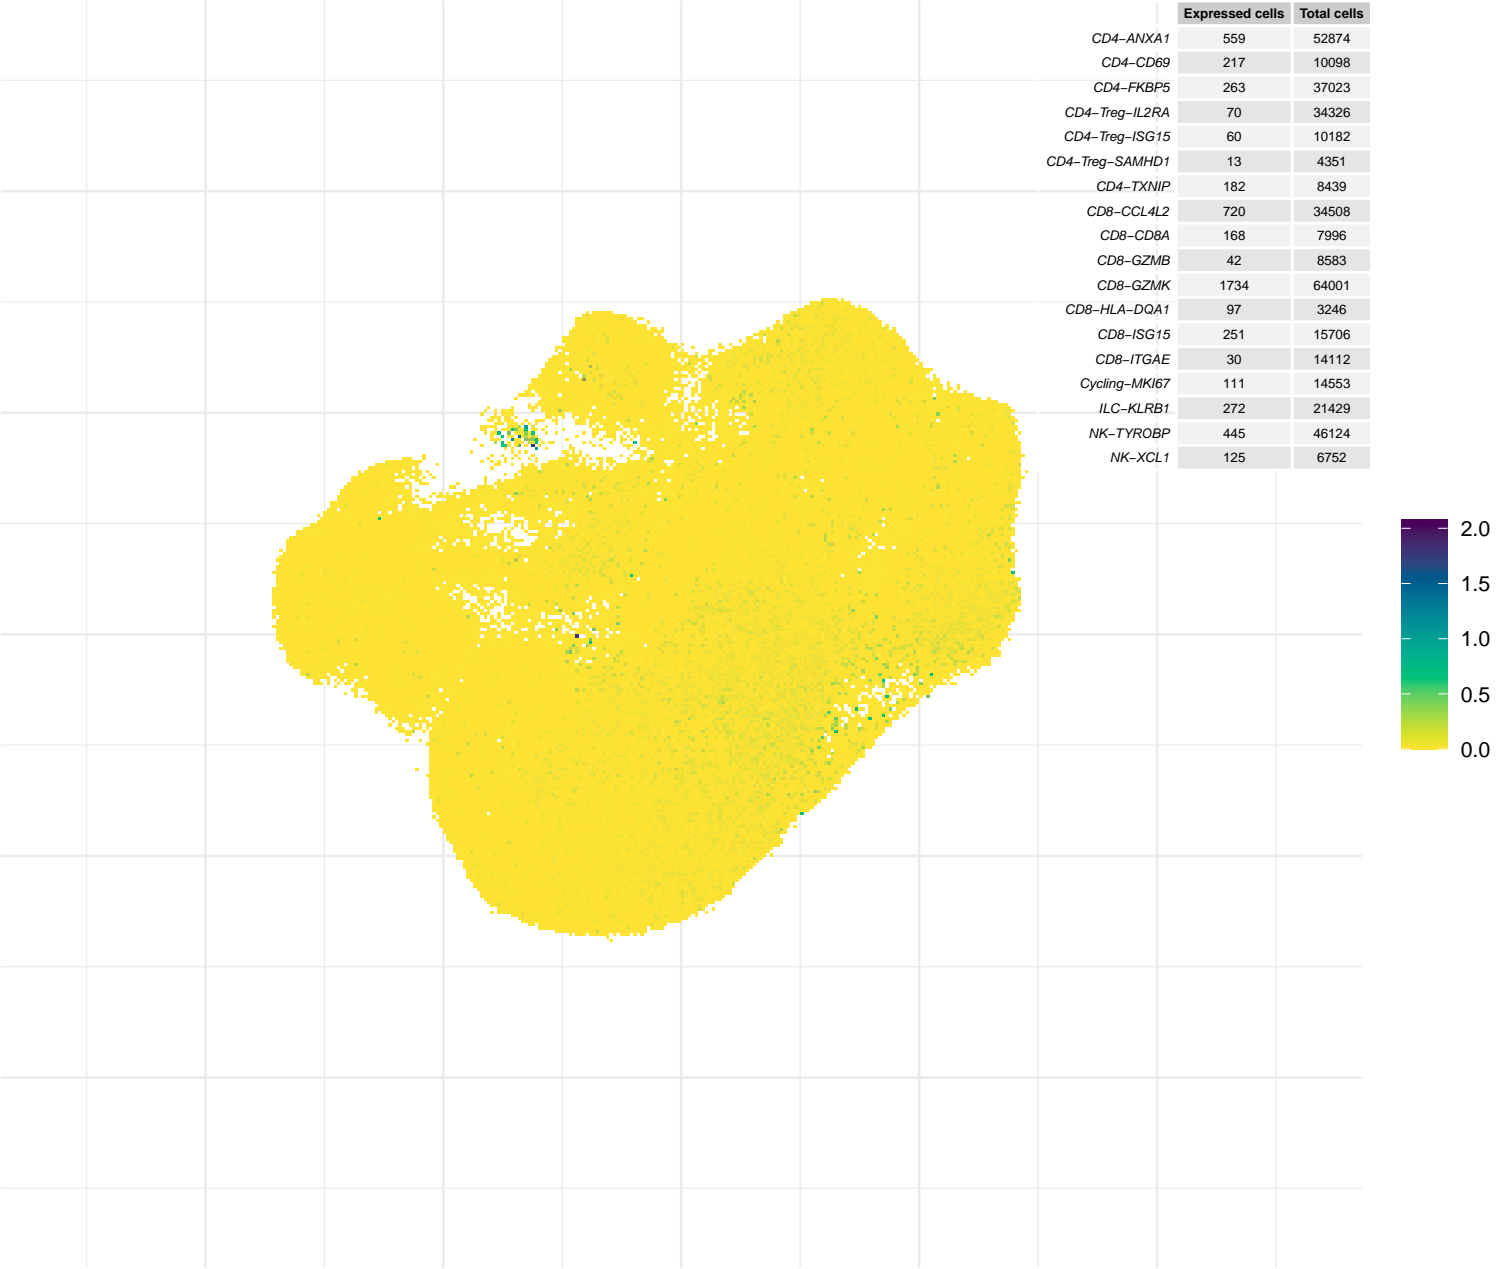 Expressed cells Total cells
CD4−ANXA1 559 52874
CD4−CD69 217 10098
CD4−FKBP5 263 37023
CD4−Treg−IL2RA 70 34326
CD4−Treg−ISG15 60 10182
CD4−Treg−SAMHD1 13 4351
CD4−TXNIP 182 8439
CD8−CCL4L2 720 34508
CD8−CD8A 168 7996
CD8−GZMB 42 8583
CD8−GZMK 1734 64001
CD8−HLA−DQA1 97 3246
CD8−ISG15 251 15706
CD8−ITGAE 30 14112
Cycling−MKI67 111 14553
ILC−KLRB1 272 21429
NK−TYROBP 445 46124
NK−XCL1 125 6752
2.0
1.5
1.0
0.5
0.0